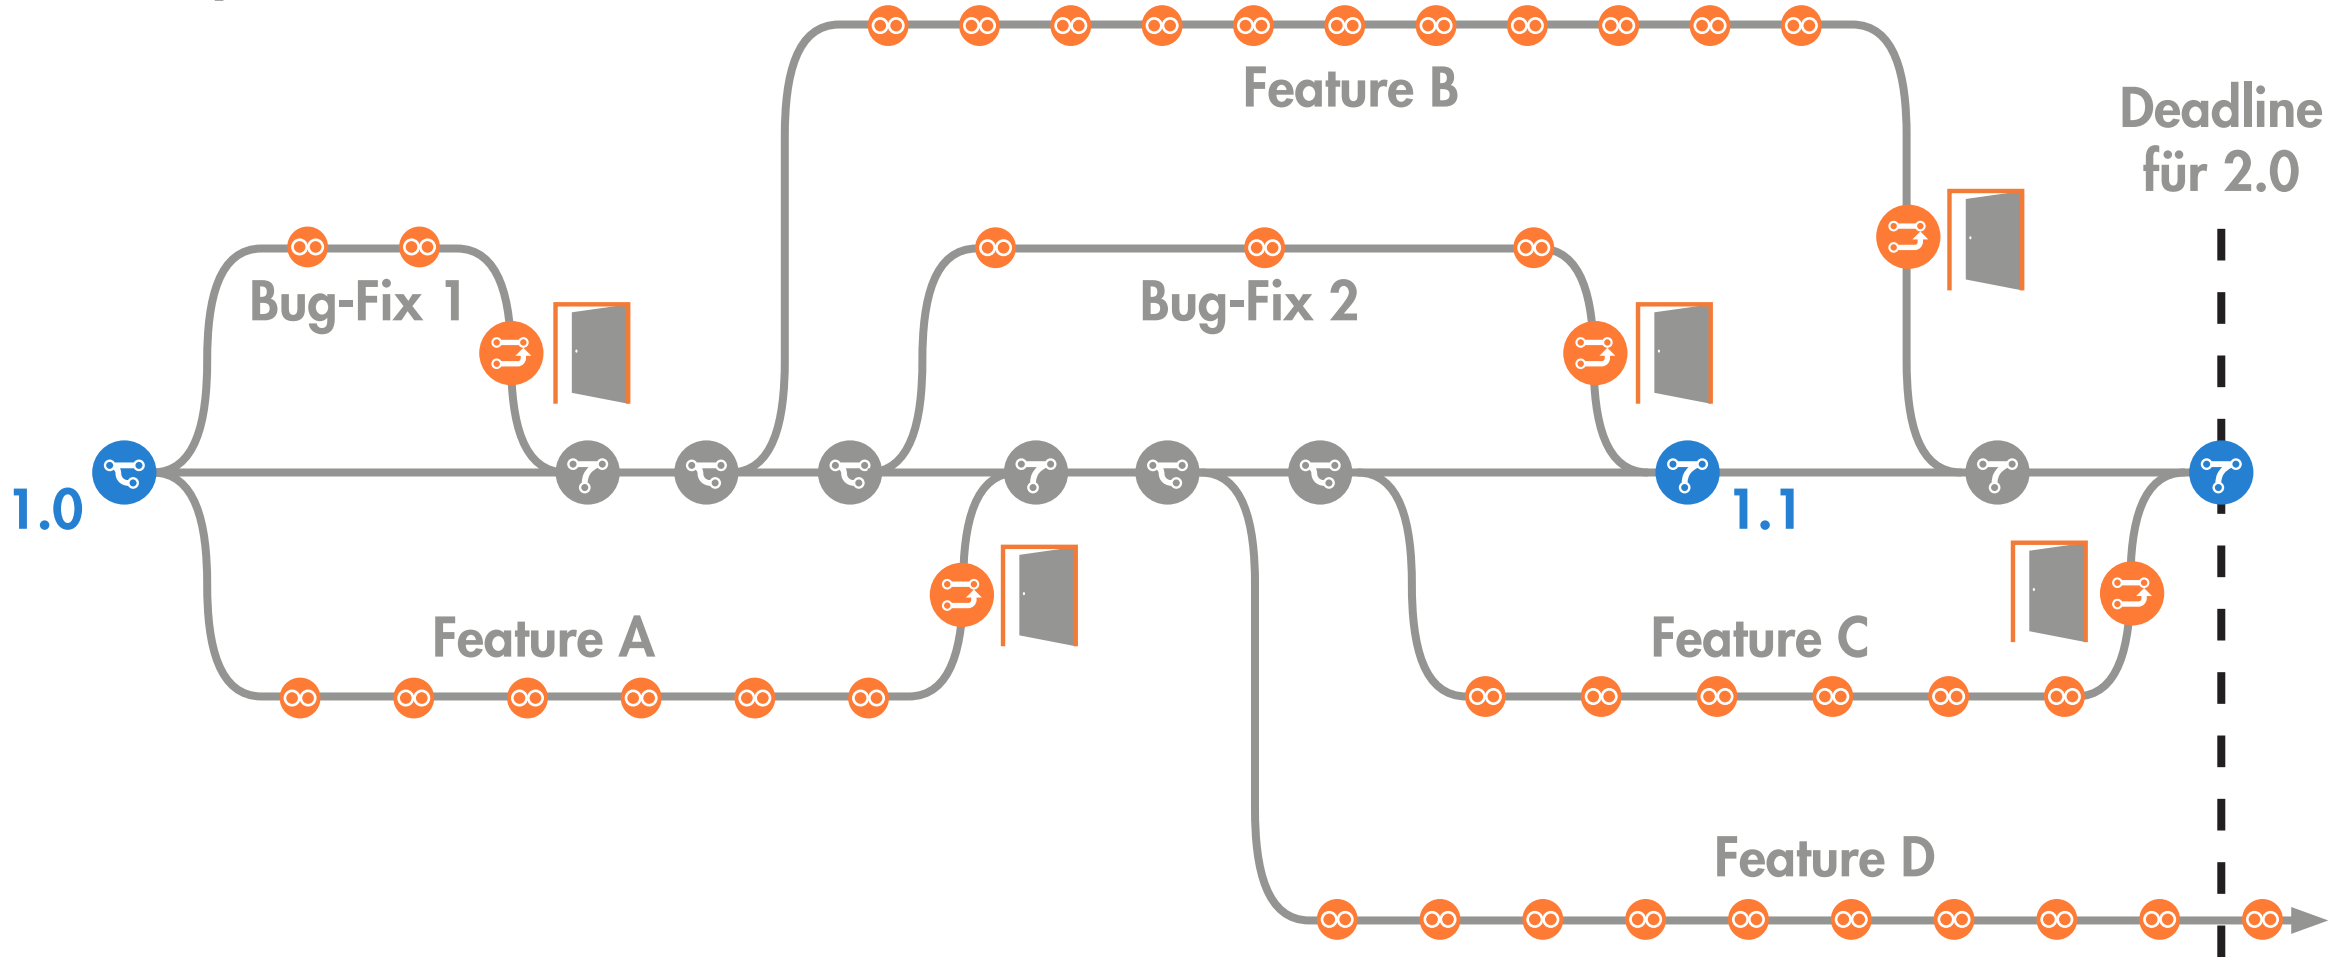 Feature B
Deadline
für 2.0
Bug-Fix 1
Bug-Fix 2
1.0
1.1
Feature A
Feature C
Feature D